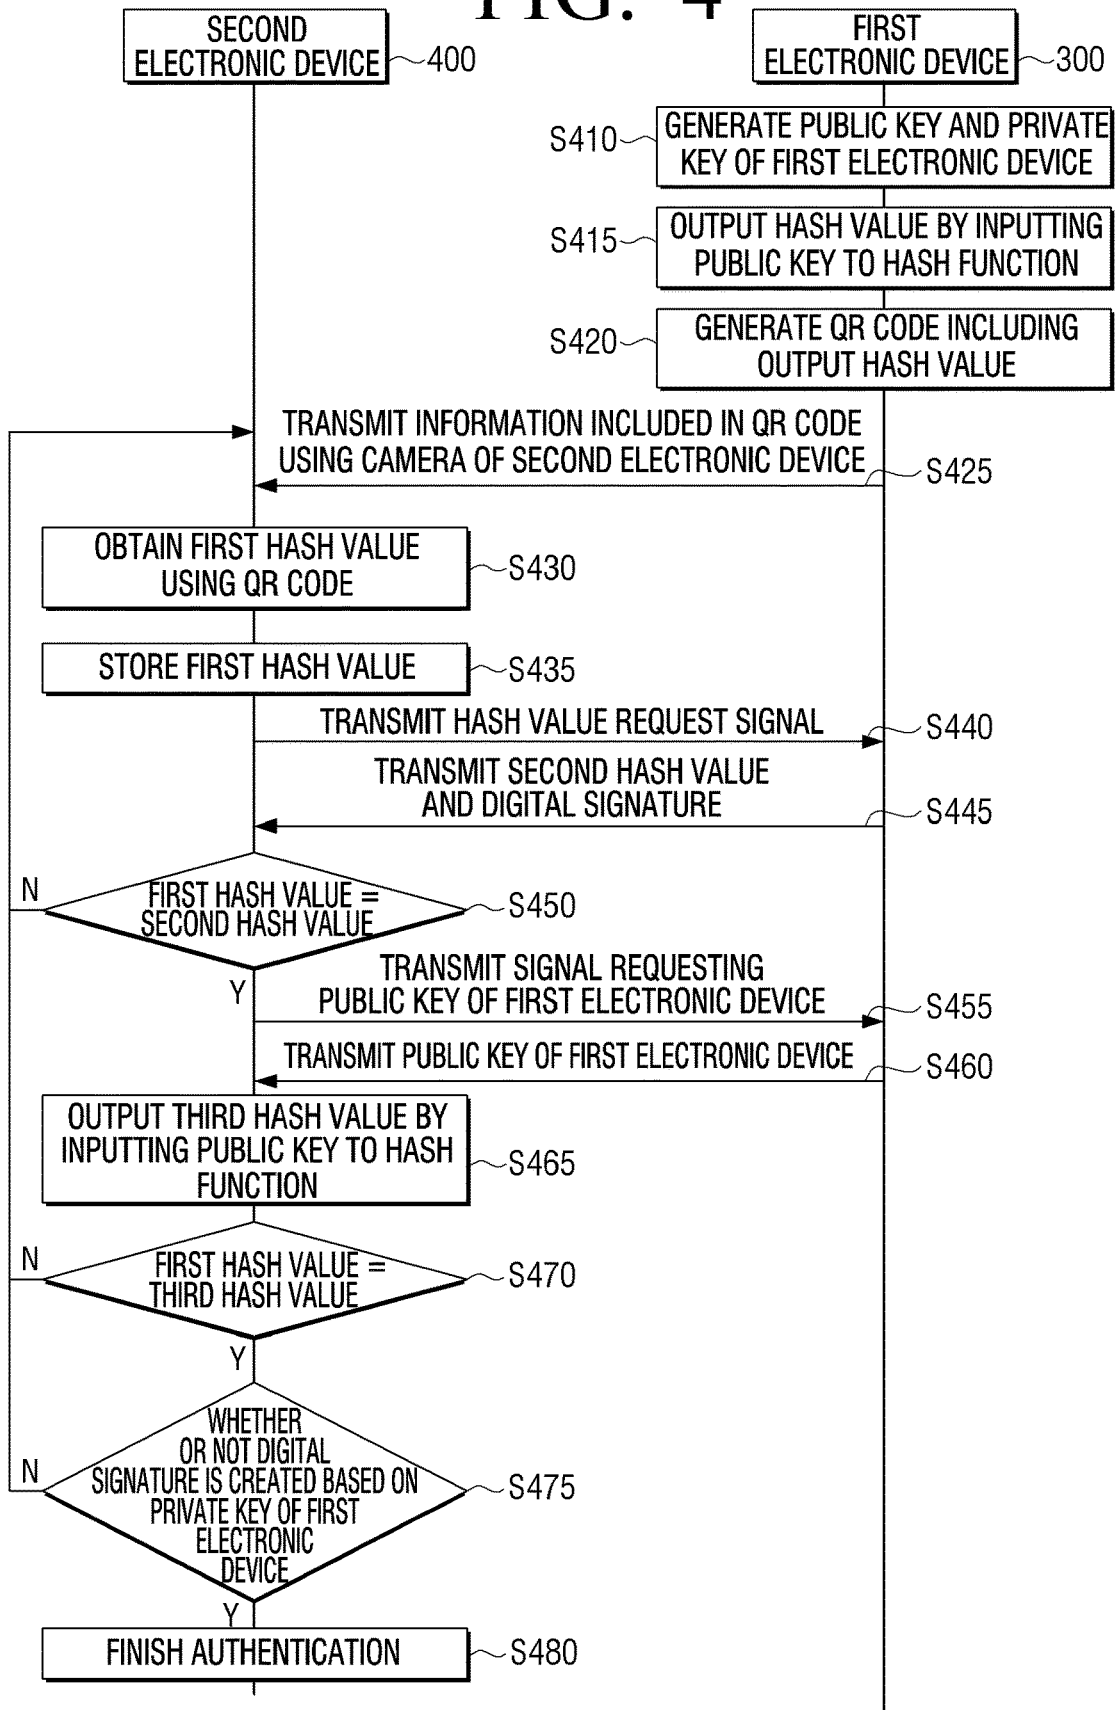 FIG. 4
SECOND
ELECTRONIC DEVICE
400
FIRST
ELECTRONIC DEVICE
300
S410
GENERATE PUBLIC KEY AND PRIVATE
KEY OF FIRST ELECTRONIC DEVICE
S415
OUTPUT HASH VALUE BY INPUTTING
PUBLIC KEY TO HASH FUNCTION
S420
GENERATE QR CODE INCLUDING
OUTPUT HASH VALUE
TRANSMIT INFORMATION INCLUDED IN QR CODE
USING CAMERA OF SECOND ELECTRONIC DEVICE
S425
OBTAIN FIRST HASH VALUE
USING QR CODE
S430
STORE FIRST HASH VALUE
S435
TRANSMIT HASH VALUE REQUEST SIGNAL
S440
TRANSMIT SECOND HASH VALUE
AND DIGITAL SIGNATURE
S445
N
FIRST HASH VALUE =
SECOND HASH VALUE
S450
Y
TRANSMIT SIGNAL REQUESTING
PUBLIC KEY OF FIRST ELECTRONIC DEVICE
S455
TRANSMIT PUBLIC KEY OF FIRST ELECTRONIC DEVICE
S460
OUTPUT THIRD HASH VALUE BY
INPUTTING PUBLIC KEY TO HASH
FUNCTION
S465
N
FIRST HASH VALUE =
THIRD HASH VALUE
S470
Y
WHETHER
OR NOT DIGITAL
SIGNATURE IS CREATED BASED ON
PRIVATE KEY OF FIRST
ELECTRONIC
DEVICE
N
S475
Y
FINISH AUTHENTICATION
S480